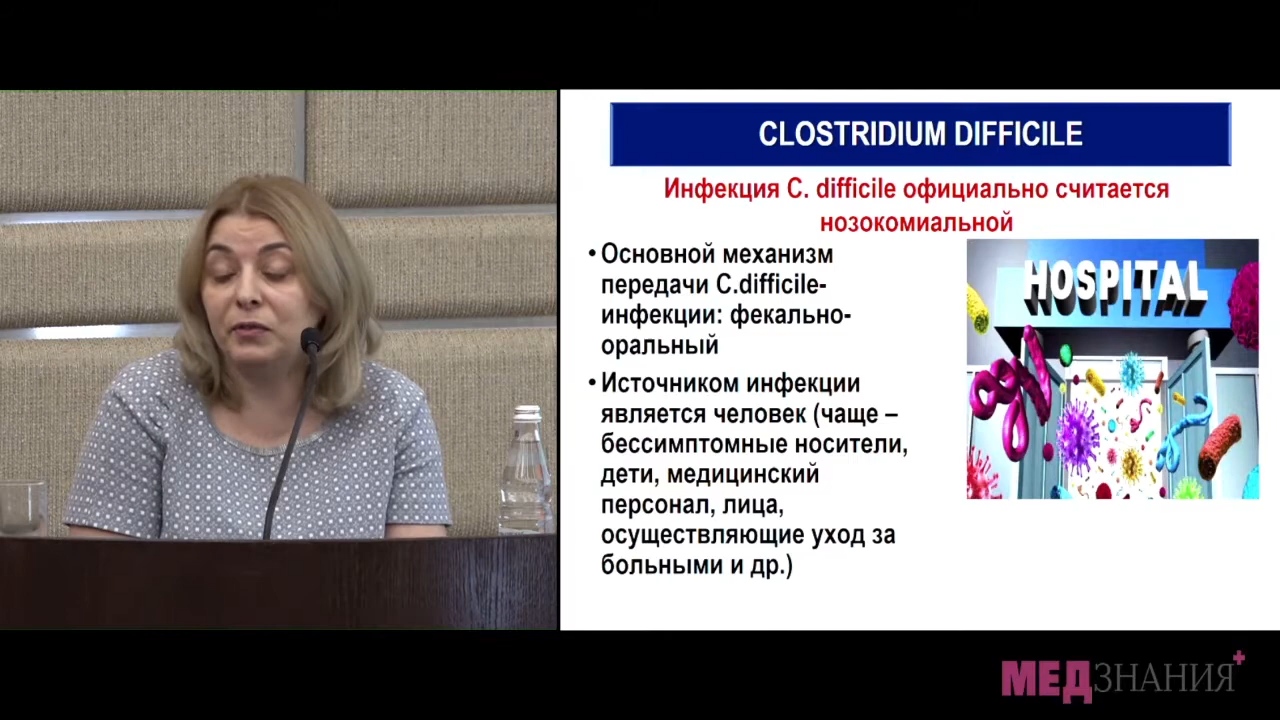 CLOSTRIDIUM DIFFICILE
Инфекция C. difficile официально считается
нозокомиальной
• Основной механизм
передачи C.difficile-
инфекции: фекально-
оральный
• Источником инфекции
является человек (чаще –
бессимптомные носители,
дети, медицинский
персонал, лица,
осуществляющие уход за
больными и др.)
HOSPITAL
МЕДЗНАНИЯ+